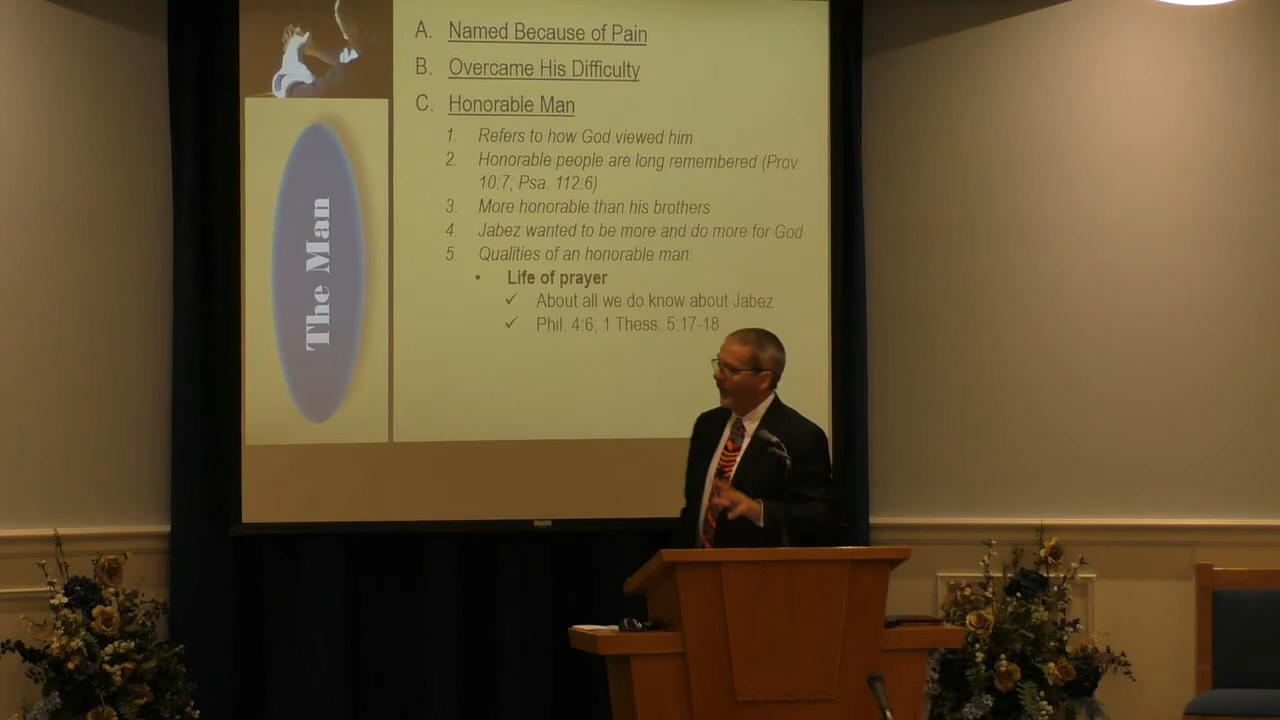 A. Named Because of Pain
B. Overcame His Difficulty
C. Honorable Man
1. Refers to how God viewed him
2. Honorable people are long remembered (Prov.
10:7; Psa. 112:6)
3. More honorable than his brothers
4. Jabez wanted to be more and do more for God
5. Qualities of an honorable man:
• Life of prayer
✓ About all we do know about Jabez
✓ Phil. 4:6; 1 Thess. 5:17-18
The Man